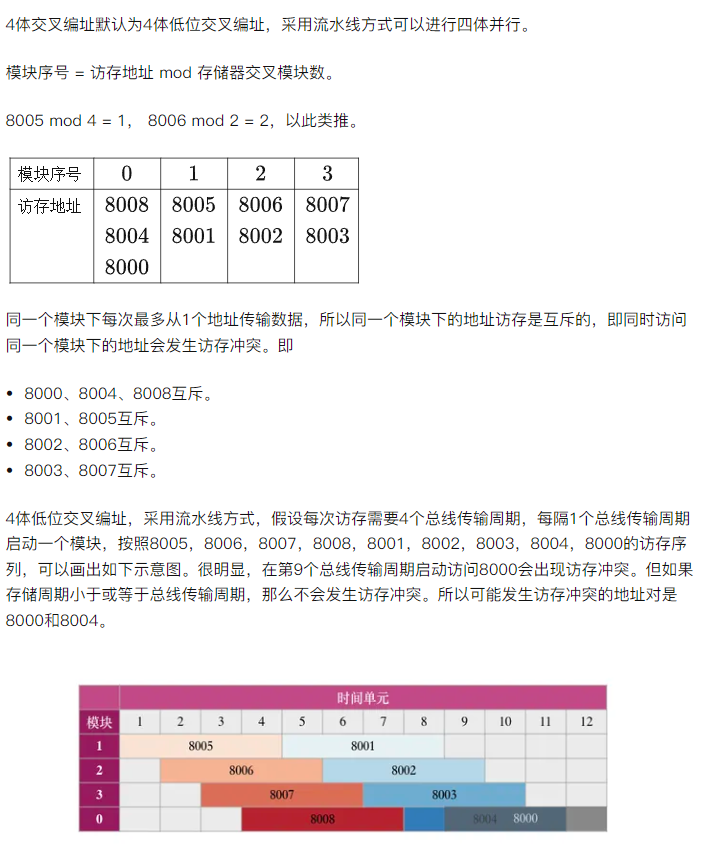 4体交叉编址默认为4体低位交叉编址，采用流水线方式可以进行四体并行。
模块序号 = 访存地址 mod 存储器交叉模块数。
8005 mod 4 = 1， 8006 mod 2 = 2，以此类推。
模块序号 0 1 2 3
访存地址 8008 8005 8006 8007
8004 8001 8002 8003
8000
同一个模块下每次最多从1个地址传输数据，所以同一个模块下的地址访存是互斥的，即同时访问
同一个模块下的地址会发生访存冲突。即
• 8000、8004、8008互斥。
• 8001、8005互斥。
• 8002、8006互斥。
• 8003、8007互斥。
4体低位交叉编址，采用流水线方式，假设每次访存需要4个总线传输周期，每隔1个总线传输周期
启动一个模块，按照8005，8006，8007，8008，8001，8002，8003，8004，8000的访存序
列，可以画出如下示意图。很明显，在第9个总线传输周期启动访问8000会出现访存冲突。但如果
存储周期小于或等于总线传输周期，那么不会发生访存冲突。所以可能发生访存冲突的地址对是
8000和8004。
时间单元
模块 1 2 3 4 5 6 7 8 9 10 11 12
1 8005 8001
2 8006 8002
3 8007 8003
0 8008 8004 8000